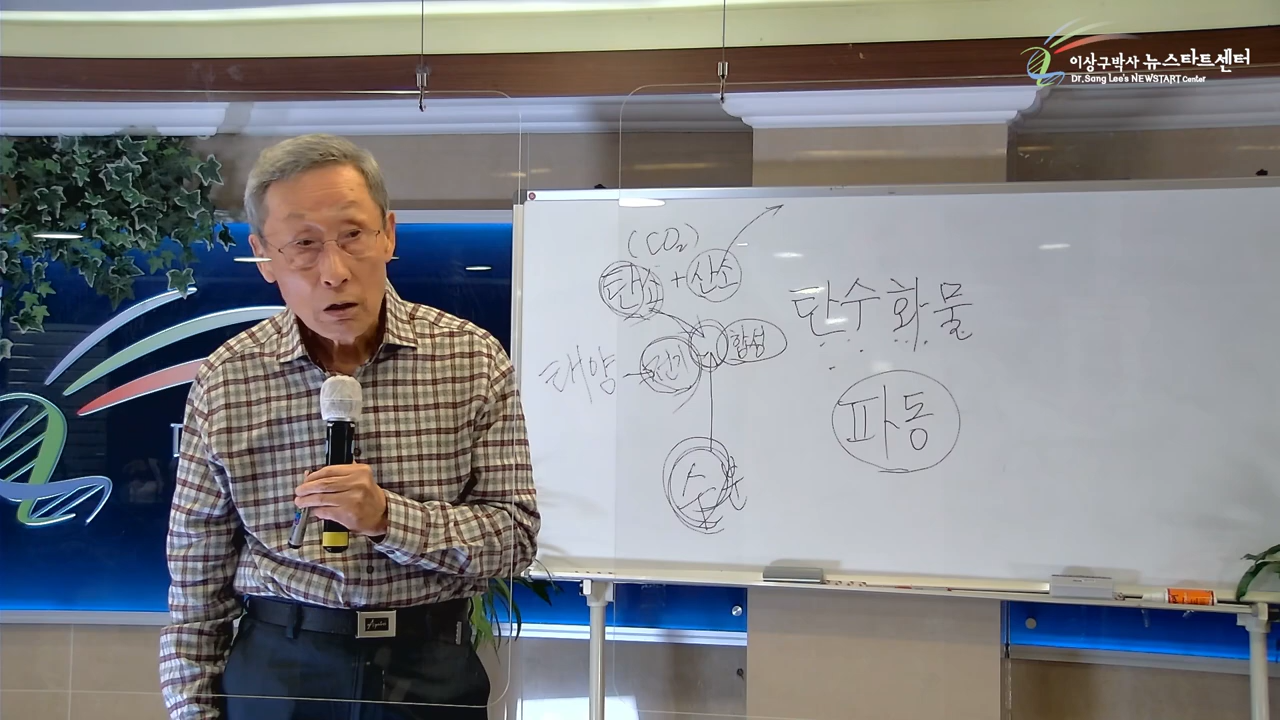 이상구박사 뉴스타트센터
Dr. Sang Lee's NEWSTART Center
(CO₂)
탄소 + 산소
탄수화물
합성
태양
전기
파동